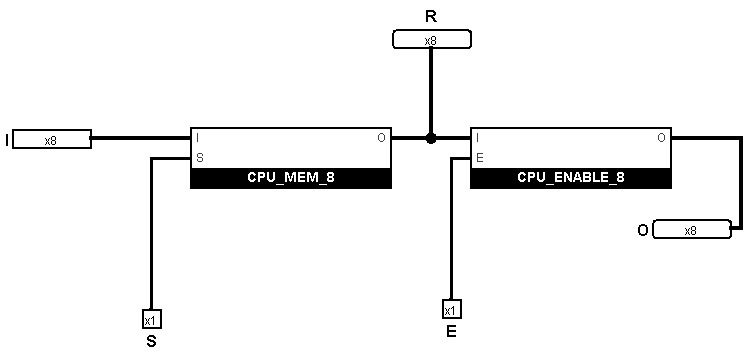 R
x8
I x8
I O
S
CPU_MEM_8
I O
E
CPU_ENABLE_8
O x8
x1
S
x1
E